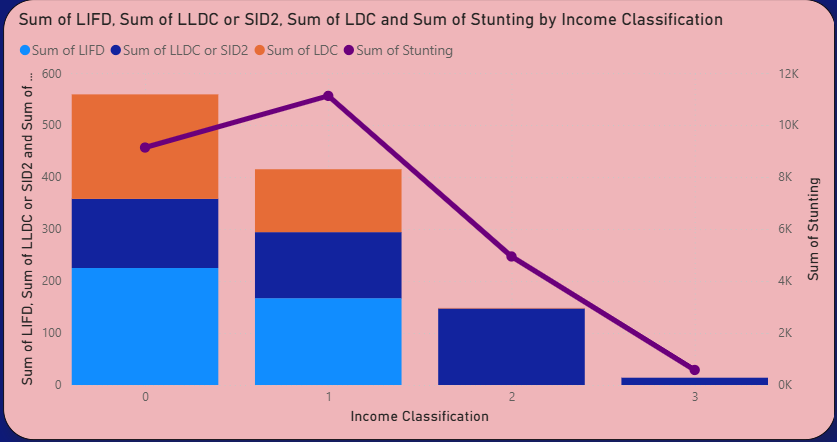 Sum of LIFD, Sum of LLDC or SID2, Sum of LDC and Sum of Stunting by Income Classification
Sum of LIFD Sum of LLDC or SID2 Sum of LDC Sum of Stunting
Sum of LIFD, Sum of LLDC or SID2 and Sum of ...
600
500
400
300
200
100
0
12K
10K
8K
6K
4K
2K
0K
Sum of Stunting
0 1 2 3
Income Classification